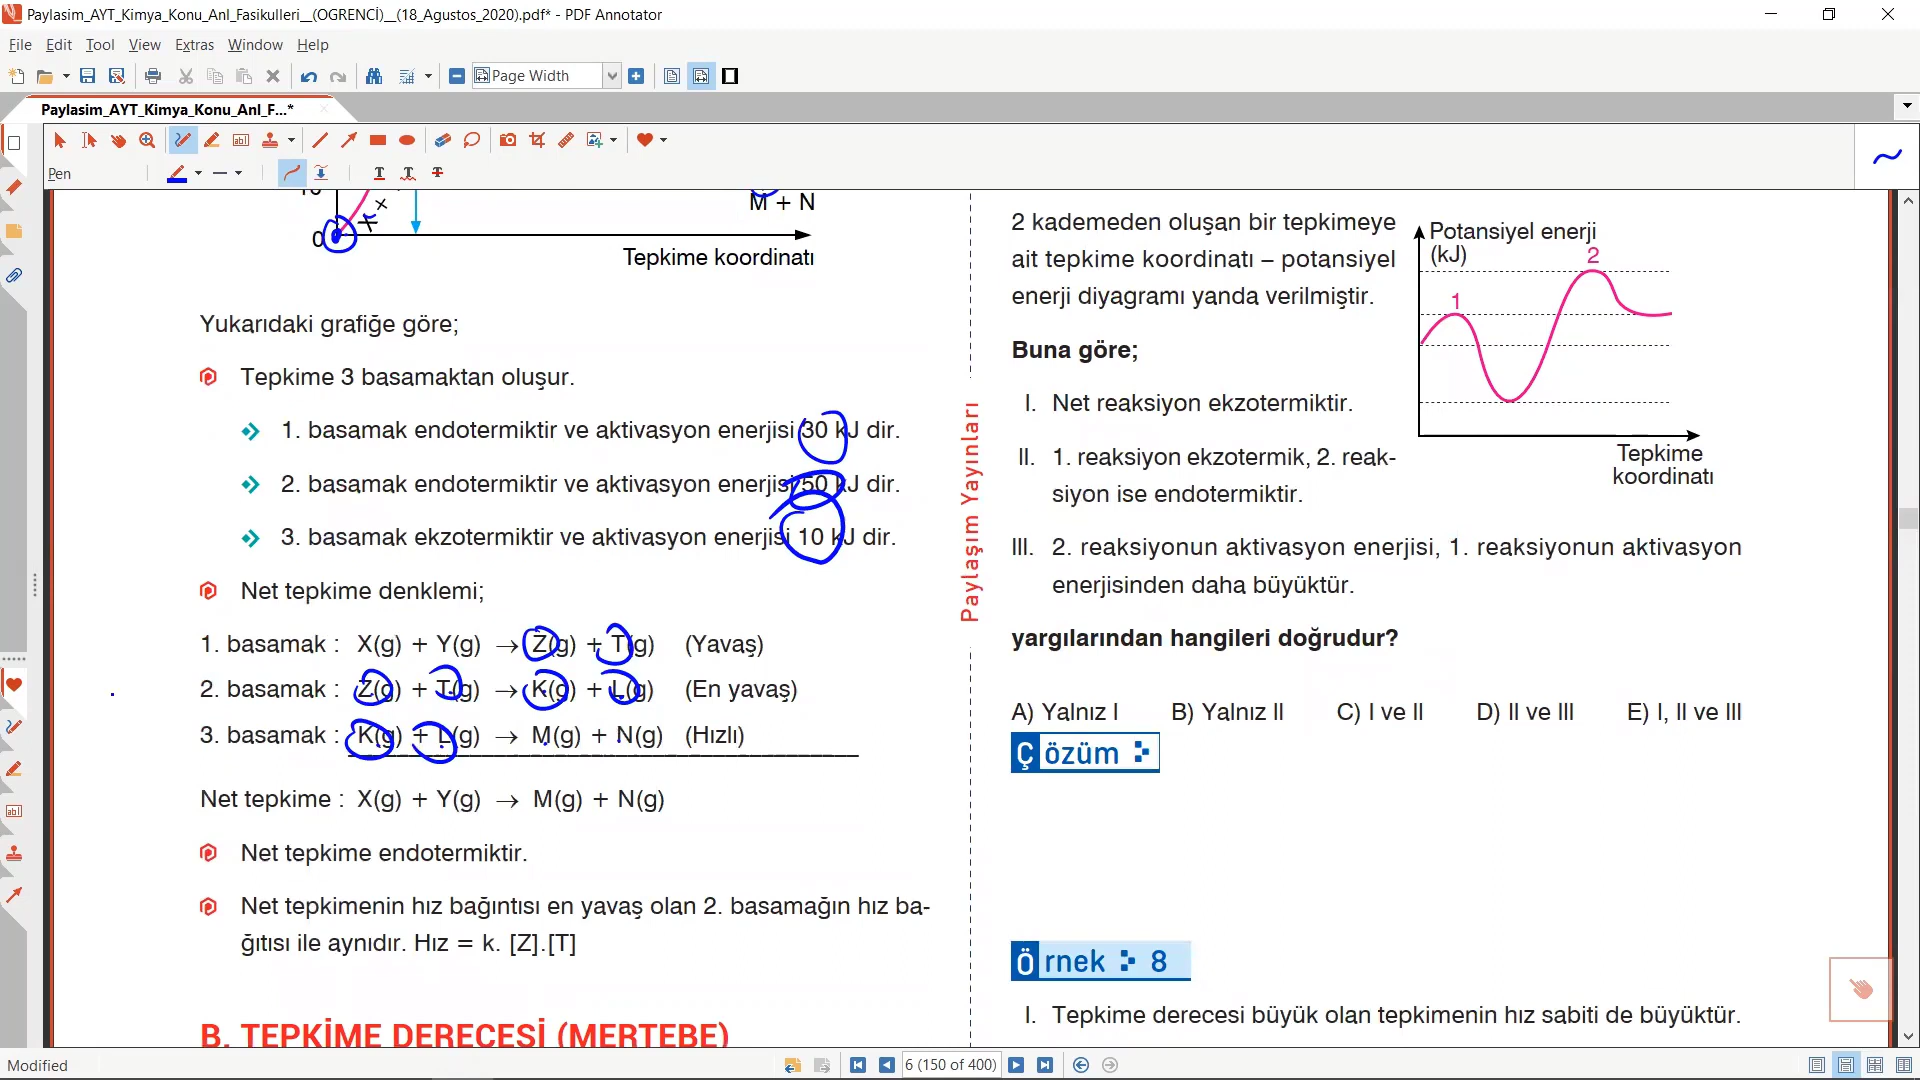 Paylasim_AYT_Kimya_Konu_Anl_Fasikulleri__(OGRENCİ)__(18_Agustos_2020).pdf* - PDF Annotator
File Edit Tool View Extras Window Help
Page Width
Paylasim_AYT_Kimya_Konu_Anl_F...*
Pen
M + N
0
Tepkime koordinatı
Yukarıdaki grafiğe göre;
Tepkime 3 basamaktan oluşur.
1. basamak endotermiktir ve aktivasyon enerjisi 30 kJ dir.
2. basamak endotermiktir ve aktivasyon enerjisi 50 kJ dir.
3. basamak ekzotermiktir ve aktivasyon enerjisi 10 kJ dir.
Net tepkime denklemi;
1. basamak : X(g) + Y(g) → Z(g) + T(g) (Yavaş)
2. basamak : Z(g) + T(g) → K(g) + L(g) (En yavaş)
3. basamak : K(g) + L(g) → M(g) + N(g) (Hızlı)
Net tepkime : X(g) + Y(g) → M(g) + N(g)
Net tepkime endotermiktir.
Net tepkimenin hız bağıntısı en yavaş olan 2. basamağın hız ba-
ğıtısı ile aynıdır. Hız = k. [Z].[T]
B. TEPKİME DERECESİ (MERTEBE)
Paylaşım Yayınları
2 kademeden oluşan bir tepkimeye
ait tepkime koordinatı – potansiyel
enerji diyagramı yanda verilmiştir.
Potansiyel enerji
(kJ)
1
2
Tepkime
koordinatı
Buna göre;
I. Net reaksiyon ekzotermiktir.
II. 1. reaksiyon ekzotermik, 2. reak-
siyon ise endotermiktir.
III. 2. reaksiyonun aktivasyon enerjisi, 1. reaksiyonun aktivasyon
enerjisinden daha büyüktür.
yargılarından hangileri doğrudur?
A) Yalnız I B) Yalnız II C) I ve II D) II ve III E) I, II ve III
Çözüm
Örnek 8
I. Tepkime derecesi büyük olan tepkimenin hız sabiti de büyüktür.
Modified
6 (150 of 400)